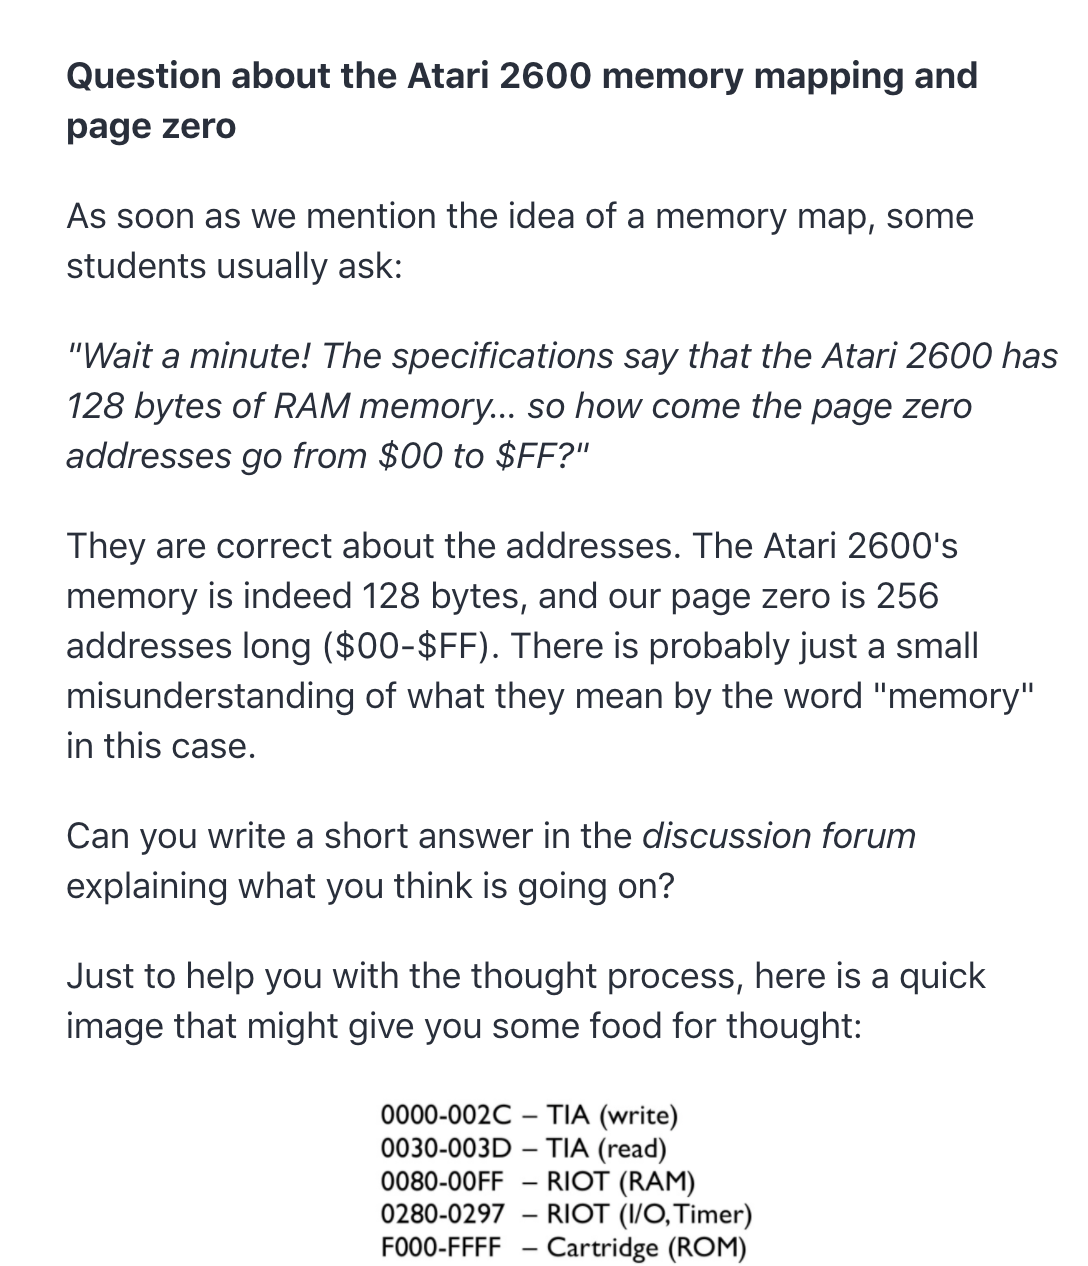 Question about the Atari 2600 memory mapping and
page zero
As soon as we mention the idea of a memory map, some
students usually ask:
"Wait a minute! The specifications say that the Atari 2600 has
128 bytes of RAM memory... so how come the page zero
addresses go from $00 to $FF?"
They are correct about the addresses. The Atari 2600's
memory is indeed 128 bytes, and our page zero is 256
addresses long ($00-$FF). There is probably just a small
misunderstanding of what they mean by the word "memory"
in this case.
Can you write a short answer in the discussion forum
explaining what you think is going on?
Just to help you with the thought process, here is a quick
image that might give you some food for thought:
0000-002C – TIA (write)
0030-003D – TIA (read)
0080-00FF – RIOT (RAM)
0280-0297 – RIOT (I/O,Timer)
F000-FFFF – Cartridge (ROM)